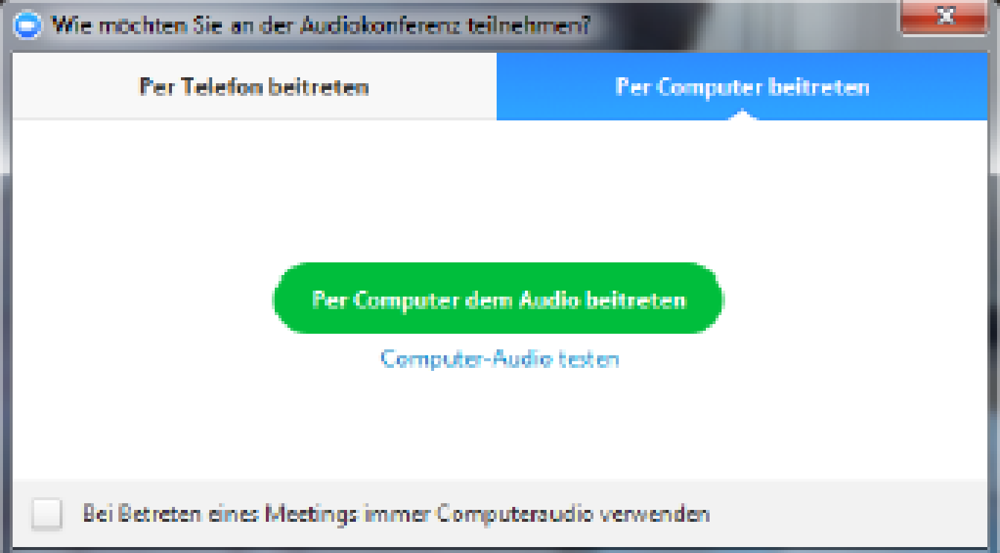 Wie möchten Sie an der Audiokonferenz teilnehmen?
Per Telefon beitreten
Per Computer beitreten
Per Computer dem Audio beitreten
Computer-Audio testen
Bei Betreten eines Meetings immer Computeraudio verwenden